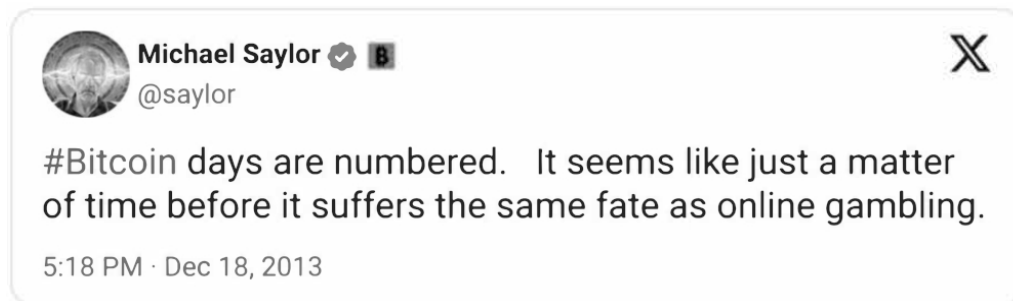 Michael Saylor B
@saylor
#Bitcoin days are numbered.   It seems like just a matter
of time before it suffers the same fate as online gambling.
5:18 PM · Dec 18, 2013